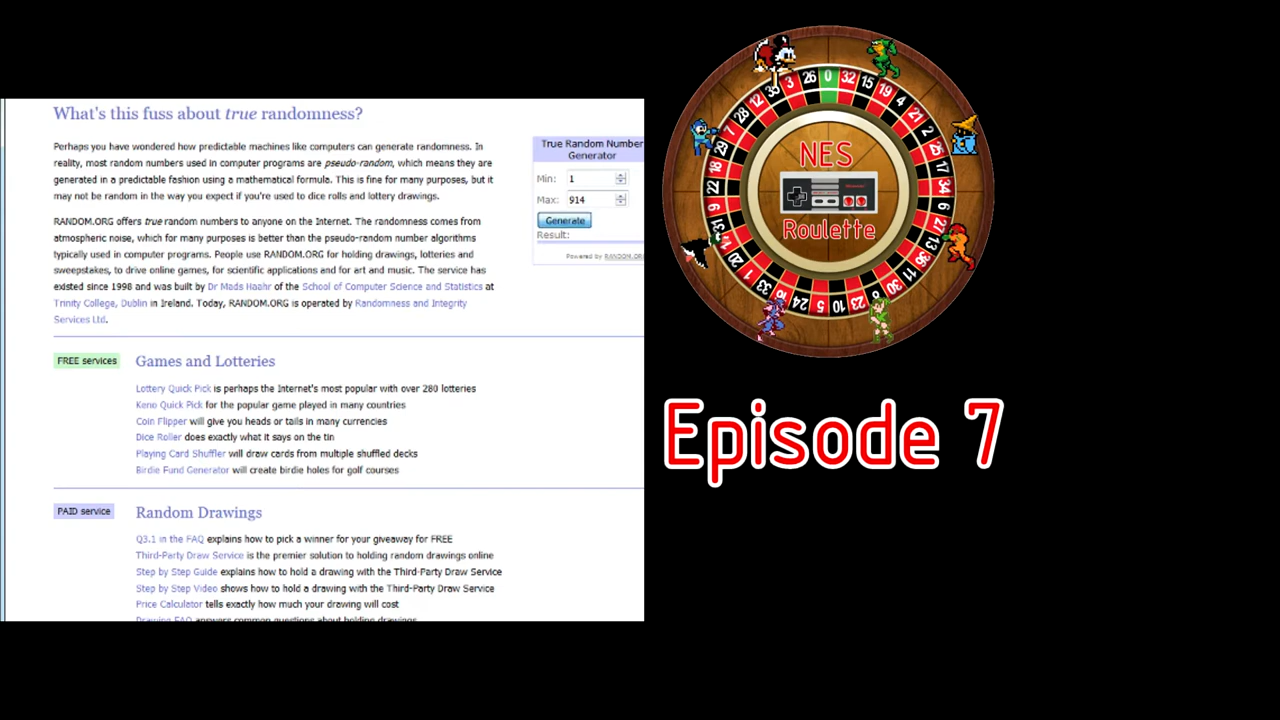 What's this fuss about true randomness?
Perhaps you have wondered how predictable machines like computers can generate randomness. In
reality, most random numbers used in computer programs are pseudo-random, which means they are
generated in a predictable fashion using a mathematical formula. This is fine for many purposes, but it
may not be random in the way you expect if you're used to dice rolls and lottery drawings.
RANDOM.ORG offers true random numbers to anyone on the Internet. The randomness comes from
atmospheric noise, which for many purposes is better than the pseudo-random number algorithms
typically used in computer programs. People use RANDOM.ORG for holding drawings, lotteries and
sweepstakes, to drive online games, for scientific applications and for art and music. The service has
existed since 1998 and was built by Dr Mads Haahr of the School of Computer Science and Statistics at
Trinity College, Dublin in Ireland. Today, RANDOM.ORG is operated by Randomness and Integrity
Services Ltd.
True Random Number
Generator
Min: 1
Max: 914
Generate
Result:
Powered by RANDOM.OR
FREE services
Games and Lotteries
Lottery Quick Pick is perhaps the Internet's most popular with over 280 lotteries
Keno Quick Pick for the popular game played in many countries
Coin Flipper will give you heads or tails in many currencies
Dice Roller does exactly what it says on the tin
Playing Card Shuffler will draw cards from multiple shuffled decks
Birdie Fund Generator will create birdie holes for golf courses
PAID service
Random Drawings
Q3.1 in the FAQ explains how to pick a winner for your giveaway for FREE
Third-Party Draw Service is the premier solution to holding random drawings online
Step by Step Guide explains how to hold a drawing with the Third-Party Draw Service
Step by Step Video shows how to hold a drawing with the Third-Party Draw Service
Price Calculator tells exactly how much your drawing will cost
Drawing FAQ answers common questions about holding drawings
NES
Roulette
Episode 7